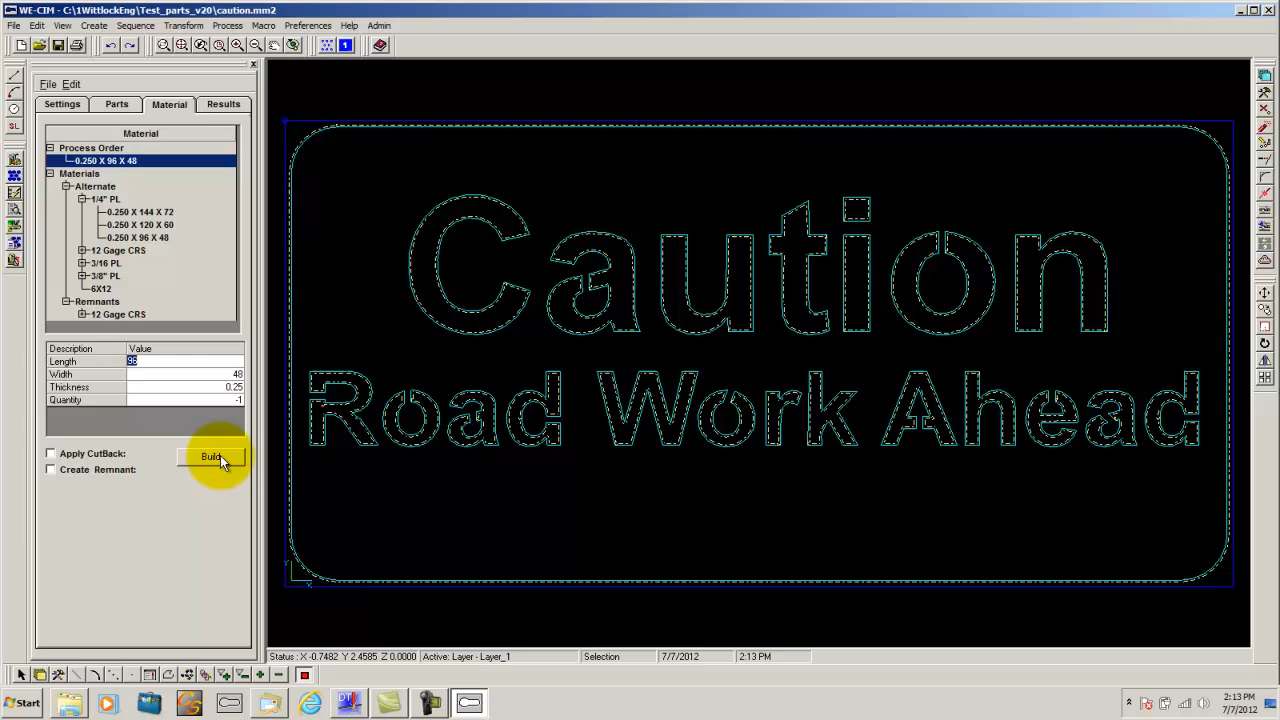 WE-CIM - C:\1WittlockEng\Test_parts_v20\caution.mm2
File Edit View Create Sequence Transform Process Macro Preferences Help Admin
File Edit
Settings Parts Material Results
Material
Process Order
0.250 X 96 X 48
Materials
Alternate
1/4" PL
0.250 X 144 X 72
0.250 X 120 X 60
0.250 X 96 X 48
12 Gage CRS
3/16 PL
3/8" PL
6X12
Remnants
12 Gage CRS
Description Value
Length 96
Width 48
Thickness 0.25
Quantity -1
Apply CutBack:
Build
Create Remnant:
Caution
Road Work Ahead
Status : X -0.7482 Y 2.4585 Z 0.0000 Active: Layer - Layer_1 Selection 7/7/2012 2:13 PM
Start
2:13 PM
7/7/2012